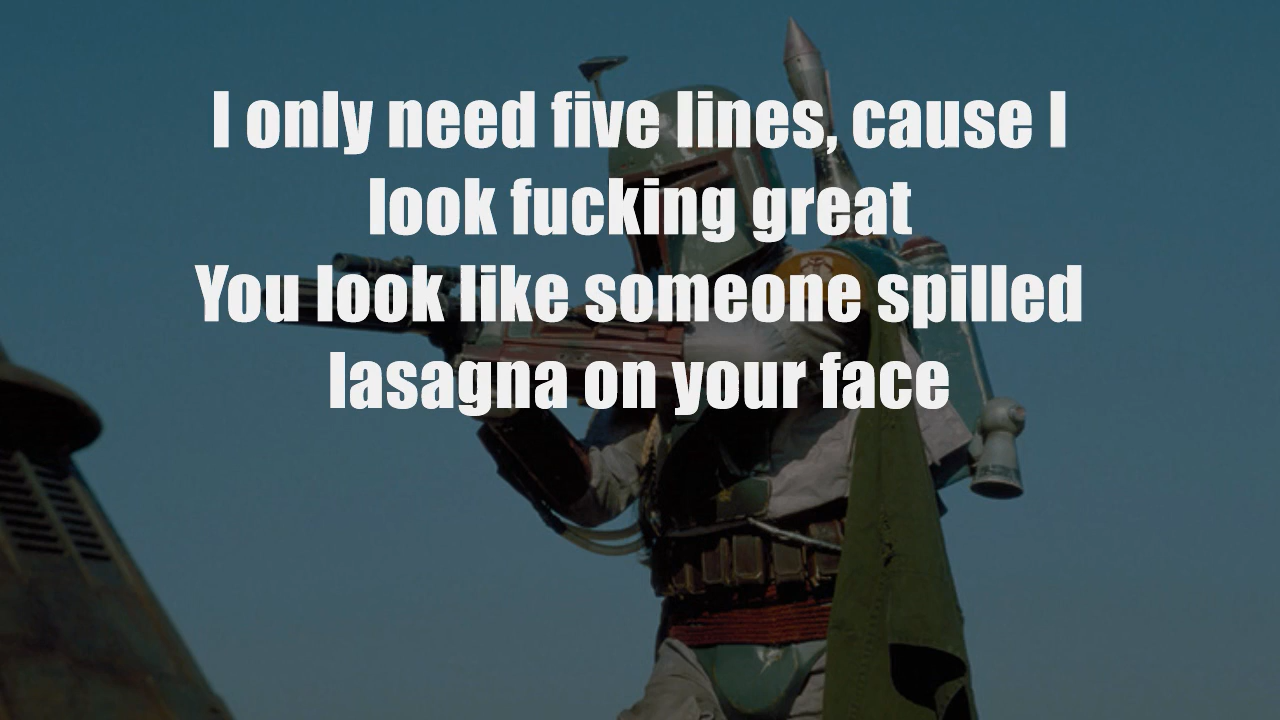 I only need five lines, cause I
look fucking great
You look like someone spilled
lasagna on your face